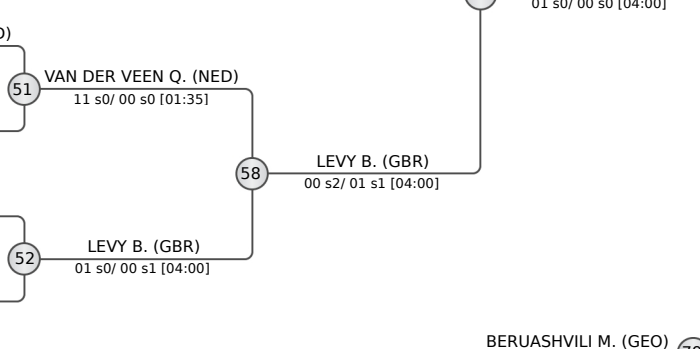 01 s0/ 00 s0 [04:00]
VAN DER VEEN Q. (NED)
51
11 s0/ 00 s0 [01:35]
LEVY B. (GBR)
58
00 s2/ 01 s1 [04:00]
LEVY B. (GBR)
52
01 s0/ 00 s1 [04:00]
BERUASHVILI M. (GEO)